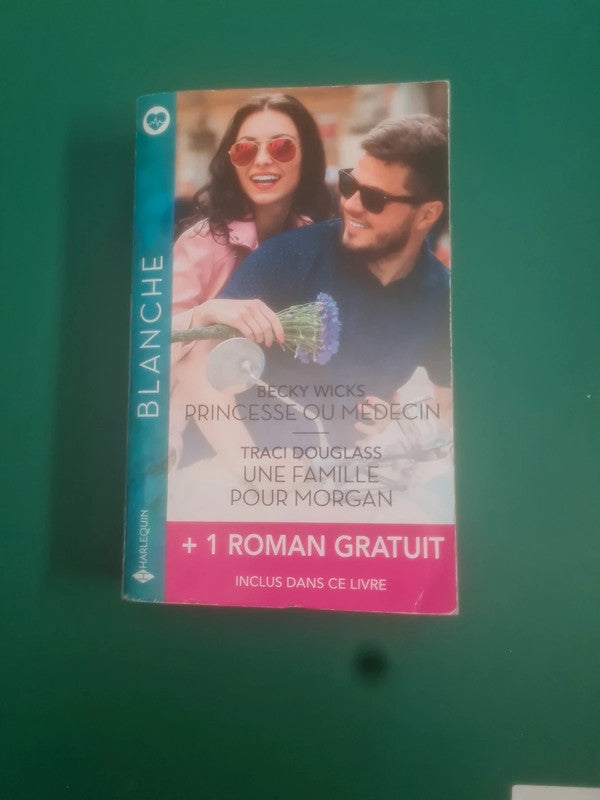 BLANCHE
HARLEQUIN
BECKY WICKS
PRINCESSE OU MÉDECIN
TRACI DOUGLASS
UNE FAMILLE
POUR MORGAN
+ 1 ROMAN GRATUIT
INCLUS DANS CE LIVRE